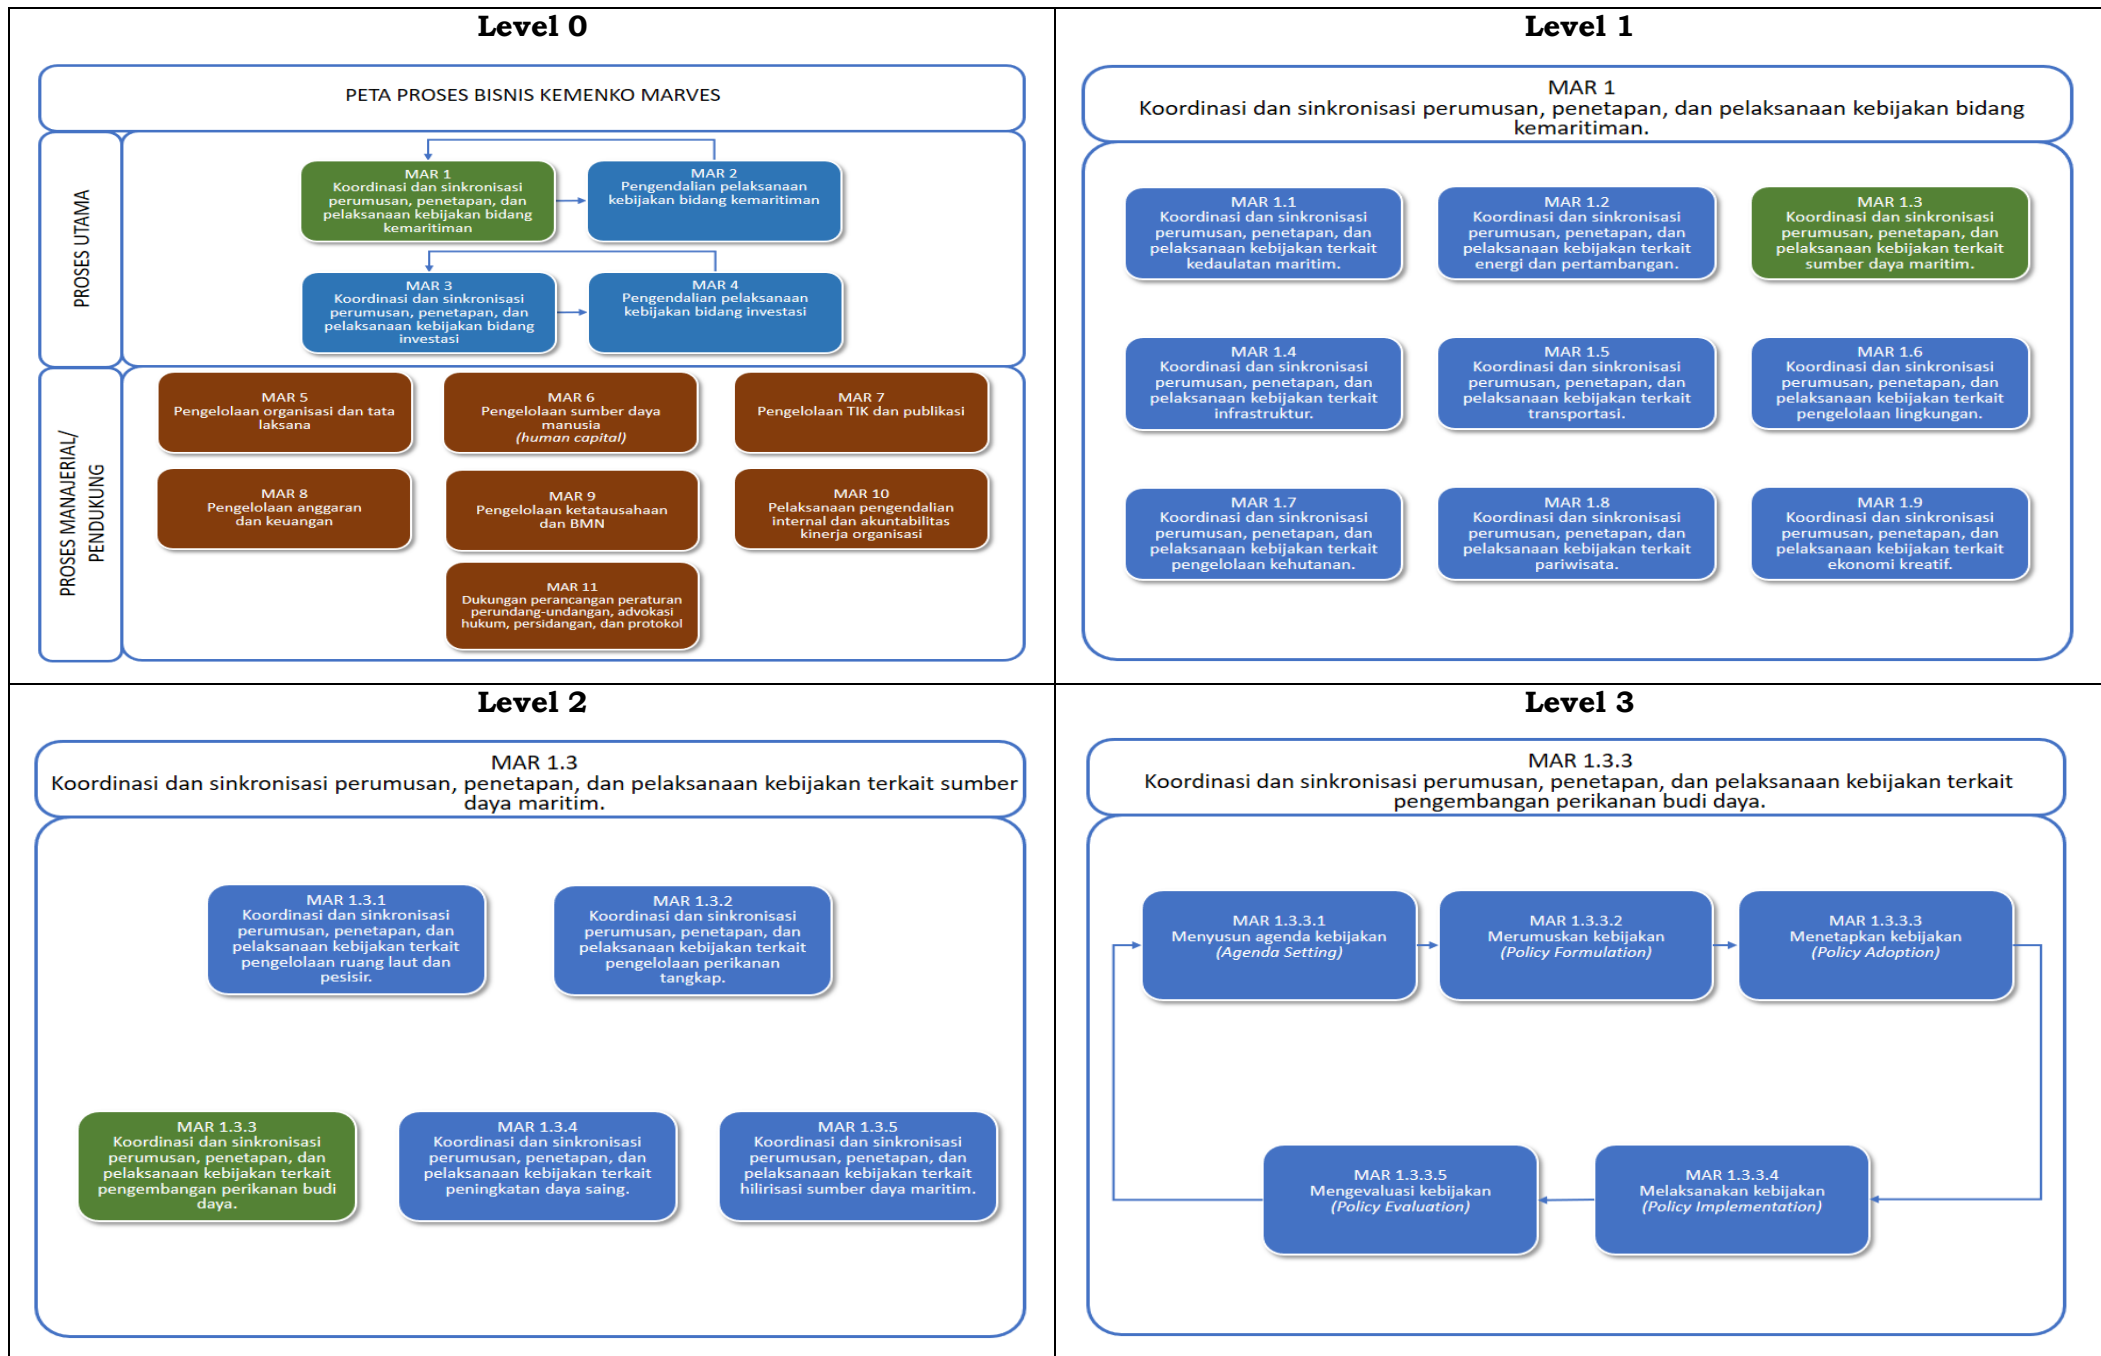 Level 0
PETA PROSES BISNIS KEMENKO MARVES
PROSES UTAMA
MAR 1
Koordinasi dan sinkronisasi
perumusan, penetapan, dan
pelaksanaan kebijakan bidang
kemaritiman
MAR 2
Pengendalian pelaksanaan
kebijakan bidang kemaritiman
MAR 3
Koordinasi dan sinkronisasi
perumusan, penetapan, dan
pelaksanaan kebijakan bidang
investasi
MAR 4
Pengendalian pelaksanaan
kebijakan bidang investasi
PROSES MANAJERIAL/
PENDUKUNG
MAR 5
Pengelolaan organisasi dan tata
laksana
MAR 6
Pengelolaan sumber daya
manusia
(human capital)
MAR 7
Pengelolaan TIK dan publikasi
MAR 8
Pengelolaan anggaran
dan keuangan
MAR 9
Pengelolaan ketatausahaan
dan BMN
MAR 10
Pelaksanaan pengendalian
internal dan akuntabilitas
kinerja organisasi
MAR 11
Dukungan perancangan peraturan
perundang-undangan, advokasi
hukum, persidangan, dan protokol
Level 1
MAR 1
Koordinasi dan sinkronisasi perumusan, penetapan, dan pelaksanaan kebijakan bidang
kemaritiman.
MAR 1.1
Koordinasi dan sinkronisasi
perumusan, penetapan, dan
pelaksanaan kebijakan terkait
kedaulatan maritim.
MAR 1.2
Koordinasi dan sinkronisasi
perumusan, penetapan, dan
pelaksanaan kebijakan terkait
energi dan pertambangan.
MAR 1.3
Koordinasi dan sinkronisasi
perumusan, penetapan, dan
pelaksanaan kebijakan terkait
sumber daya maritim.
MAR 1.4
Koordinasi dan sinkronisasi
perumusan, penetapan, dan
pelaksanaan kebijakan terkait
infrastruktur.
MAR 1.5
Koordinasi dan sinkronisasi
perumusan, penetapan, dan
pelaksanaan kebijakan terkait
transportasi.
MAR 1.6
Koordinasi dan sinkronisasi
perumusan, penetapan, dan
pelaksanaan kebijakan terkait
pengelolaan lingkungan.
MAR 1.7
Koordinasi dan sinkronisasi
perumusan, penetapan, dan
pelaksanaan kebijakan terkait
pengelolaan kehutanan.
MAR 1.8
Koordinasi dan sinkronisasi
perumusan, penetapan, dan
pelaksanaan kebijakan terkait
pariwisata.
MAR 1.9
Koordinasi dan sinkronisasi
perumusan, penetapan, dan
pelaksanaan kebijakan terkait
ekonomi kreatif.
Level 2
MAR 1.3
Koordinasi dan sinkronisasi perumusan, penetapan, dan pelaksanaan kebijakan terkait sumber
daya maritim.
MAR 1.3.1
Koordinasi dan sinkronisasi
perumusan, penetapan, dan
pelaksanaan kebijakan terkait
pengelolaan ruang laut dan
pesisir.
MAR 1.3.2
Koordinasi dan sinkronisasi
perumusan, penetapan, dan
pelaksanaan kebijakan terkait
pengelolaan perikanan
tangkap.
MAR 1.3.3
Koordinasi dan sinkronisasi
perumusan, penetapan, dan
pelaksanaan kebijakan terkait
pengembangan perikanan budi
daya.
MAR 1.3.4
Koordinasi dan sinkronisasi
perumusan, penetapan, dan
pelaksanaan kebijakan terkait
peningkatan daya saing.
MAR 1.3.5
Koordinasi dan sinkronisasi
perumusan, penetapan, dan
pelaksanaan kebijakan terkait
hilirisasi sumber daya maritim.
Level 3
MAR 1.3.3
Koordinasi dan sinkronisasi perumusan, penetapan, dan pelaksanaan kebijakan terkait
pengembangan perikanan budi daya.
MAR 1.3.3.1
Menyusun agenda kebijakan
(Agenda Setting)
MAR 1.3.3.2
Merumuskan kebijakan
(Policy Formulation)
MAR 1.3.3.3
Menetapkan kebijakan
(Policy Adoption)
MAR 1.3.3.5
Mengevaluasi kebijakan
(Policy Evaluation)
MAR 1.3.3.4
Melaksanakan kebijakan
(Policy Implementation)